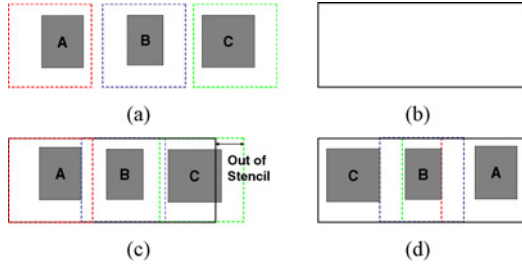 A B C
(a) (b)
A B C Out of
Stencil
C B A
(c) (d)